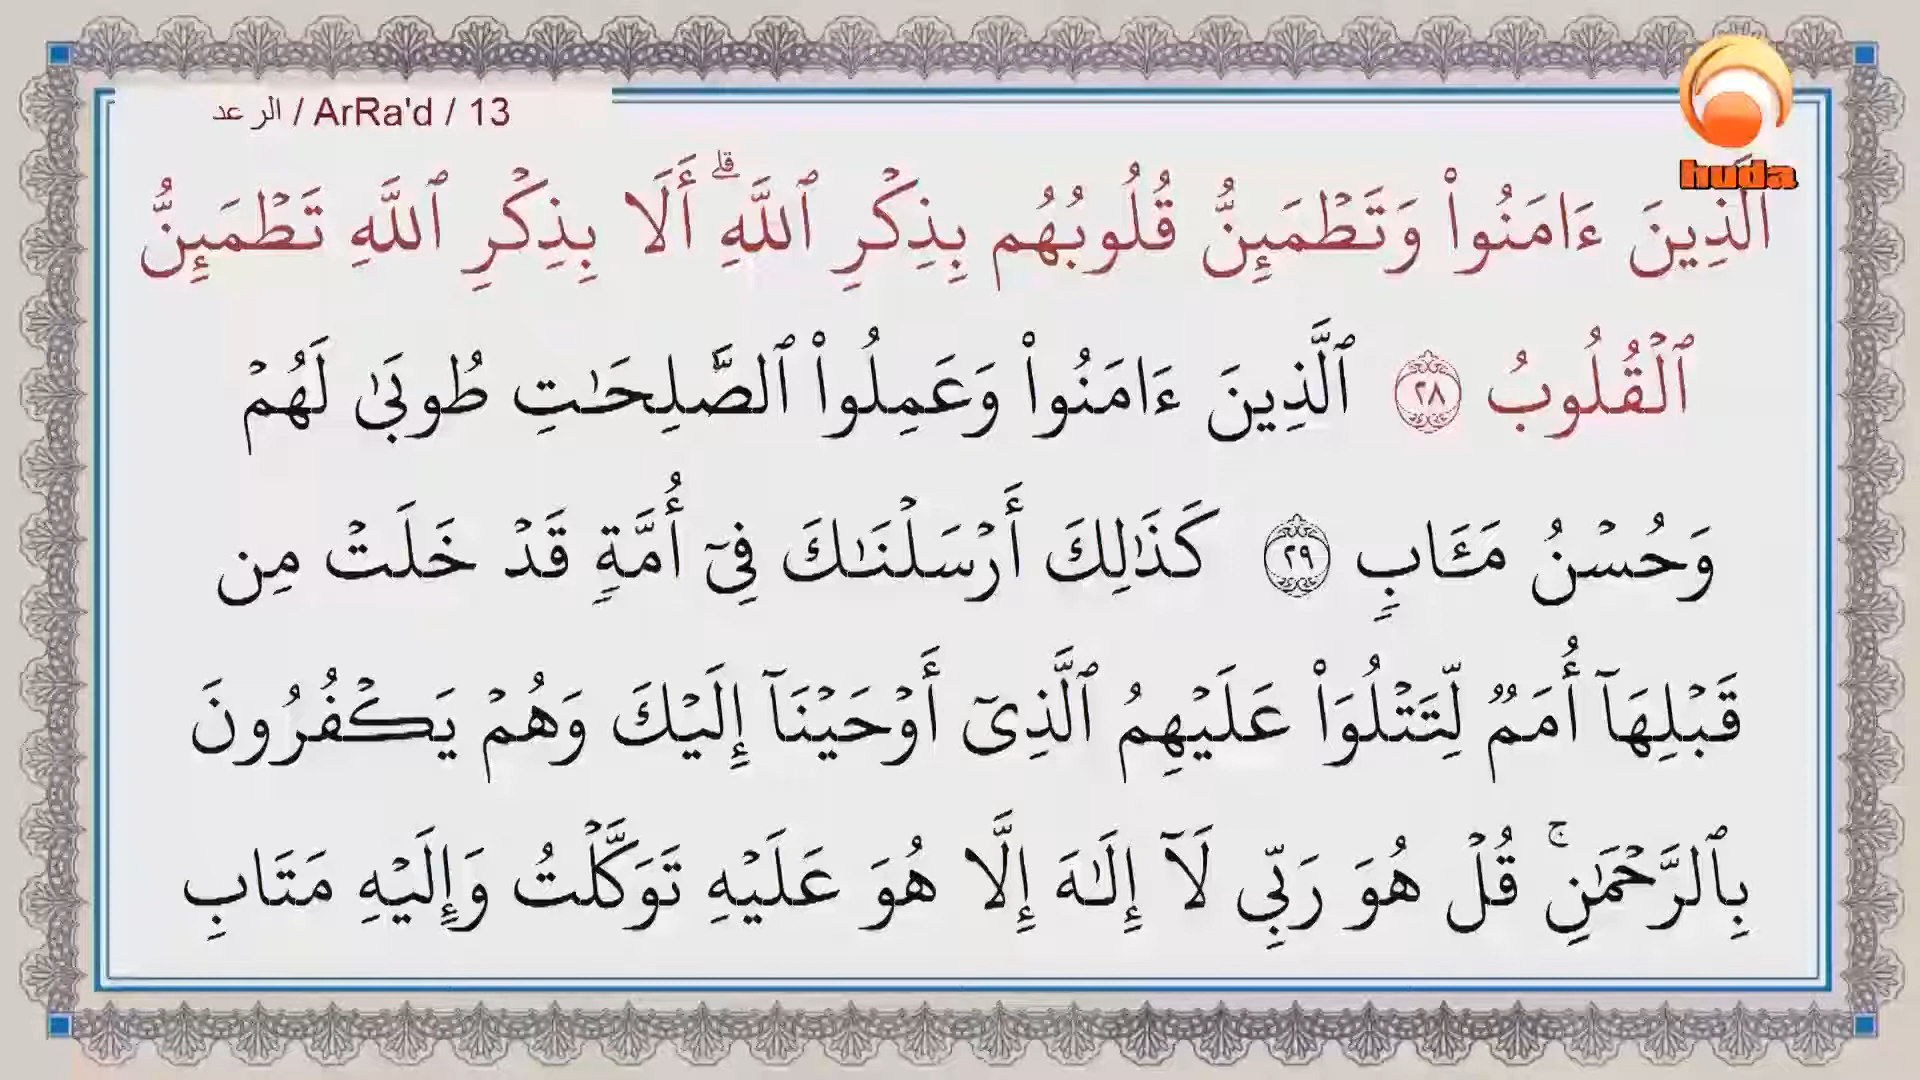 الرعد / ArRa'd / 13
huda
ٱلَّذِينَ ءَامَنُوا۟ وَتَطْمَئِنُّ قُلُوبُهُم بِذِكْرِ ٱللَّهِ ۗ أَلَا بِذِكْرِ ٱللَّهِ تَطْمَئِنُّ
ٱلْقُلُوبُ ٢٨ ٱلَّذِينَ ءَامَنُوا۟ وَعَمِلُوا۟ ٱلصَّـٰلِحَـٰتِ طُوبَىٰ لَهُمْ
وَحُسْنُ مَـَٔابٍ ٢٩ كَذَٰلِكَ أَرْسَلْنَـٰكَ فِىٓ أُمَّةٍ قَدْ خَلَتْ مِن
قَبْلِهَآ أُمَمٌ لِّتَتْلُوَا۟ عَلَيْهِمُ ٱلَّذِىٓ أَوْحَيْنَآ إِلَيْكَ وَهُمْ يَكْفُرُونَ
بِٱلرَّحْمَـٰنِ ۚ قُلْ هُوَ رَبِّى لَآ إِلَـٰهَ إِلَّا هُوَ عَلَيْهِ تَوَكَّلْتُ وَإِلَيْهِ مَتَابِ